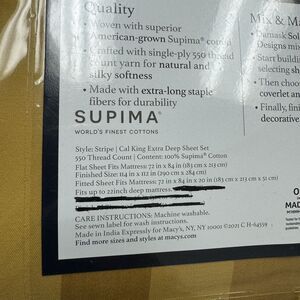 Quality
• Woven with superior
American-grown Supima® cotton
• Crafted with single-ply 550 thread
count yarn for natural and
silky softness
• Made with extra-long staple
fibers for durability
SUPIMA®
WORLD'S FINEST COTTONS
Style: Stripe | Cal King Extra Deep Sheet Set
550 Thread Count | Content: 100% Supima® Cotton
Flat Sheet Fits Mattress: 72 in x 84 in (183 cm x 213 cm)
Finished Size: 114 in x 112 in (290 cm x 284 cm)
Fitted Sheet Fits Mattress: 72 in x 84 in x 20 in (183 cm x 213 cm x 51 cm)
Fits up to 22inch deep mattress.
CARE INSTRUCTIONS: Machine washable.
See sewn label for wash instructions.
Made in India Expressly for Macy's, NY, NY 10001 ©2021 C H-64559
Find more sizes and styles at macys.com
Mix & M
• Damask Sol
Designs mix
• Start buildi
selecting sh
• Then choo
coverlet an
• Finally, fini
decorative
MAD